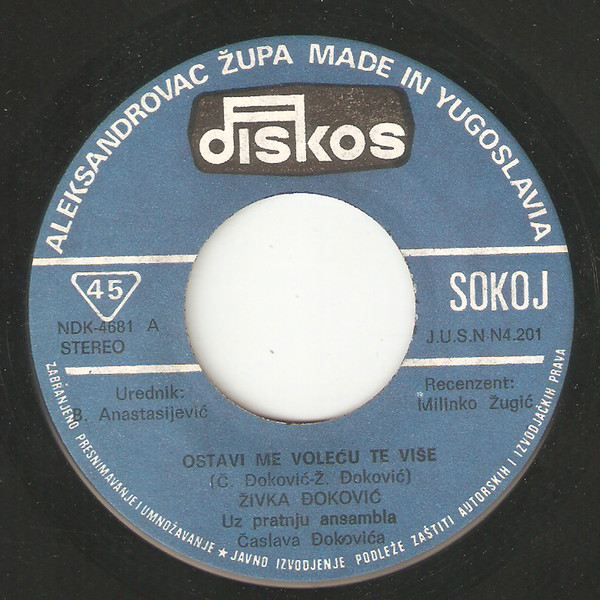 ALEKSANDROVAC ŽUPA MADE IN YUGOSLAVIA
diskos
45
SOKOJ
NDK-4681 A
STEREO
J.U.S.N-N4.201
Urednik:
B. Anastasijević
Recenzent:
Milinko Žugić
OSTAVI ME VOLEĆU TE VIŠE
(Č. Đoković-Ž. Đoković)
ŽIVKA ĐOKOVIĆ
Uz pratnju ansambla
Časlava Đokovića
ZABRANJENO PRESNIMAVANJE I UMNOŽAVANJE ★ JAVNO IZVODJENJE PODLEŽE ZAŠTITI AUTORSKIH I IZVODJAČKIH PRAVA